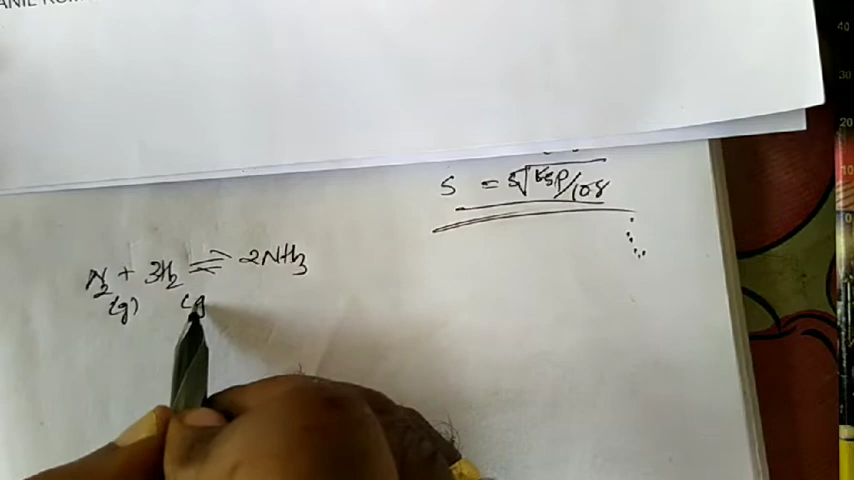 S = 5√Ksp/108
N2 + 3H2 ⇌ 2NH3
(g) (g